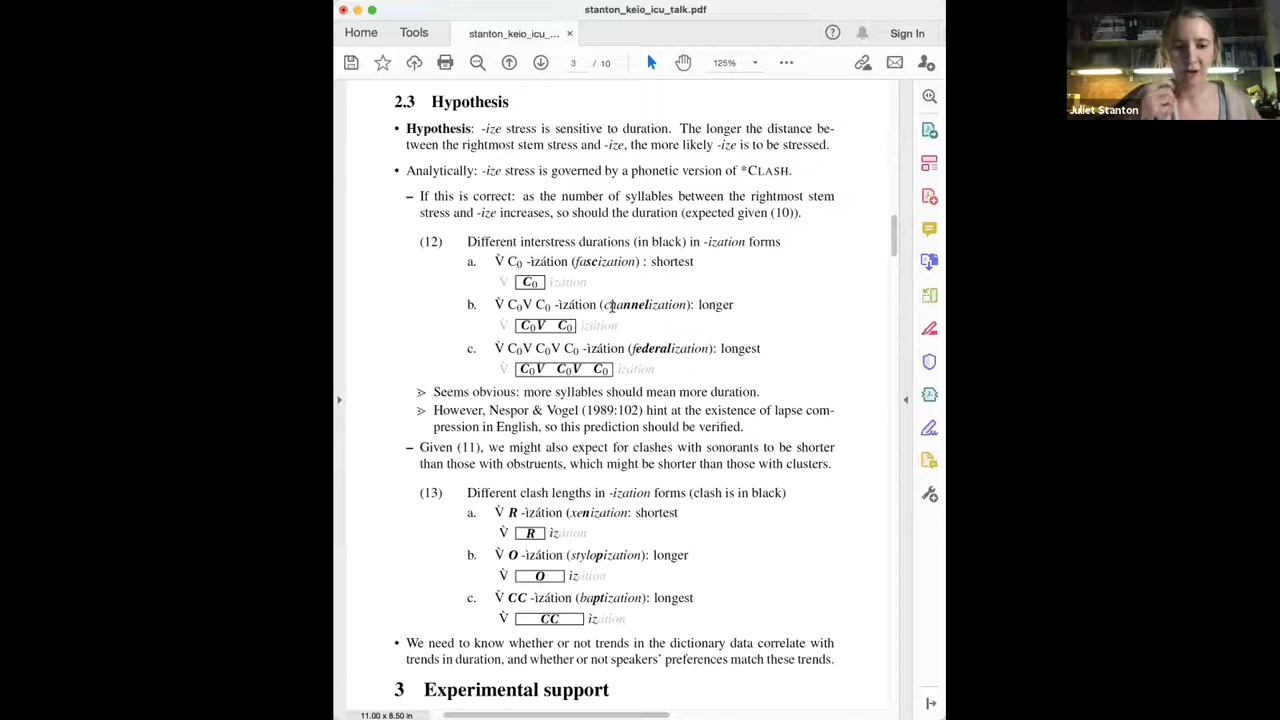 stanton_keio_icu_talk.pdf
Home
Tools
stanton_keio_icu_...
Sign In
3 / 10
125%
Juliet Stanton
2.3 Hypothesis
• Hypothesis: -ize stress is sensitive to duration. The longer the distance be-
tween the rightmost stem stress and -ize, the more likely -ize is to be stressed.
• Analytically: -ize stress is governed by a phonetic version of *CLASH.
– If this is correct: as the number of syllables between the rightmost stem
stress and -ize increases, so should the duration (expected given (10)).
(12) Different interstress durations (in black) in -ization forms
a. V̀ C₀ -ìzátion (fascization) : shortest
V̀ C₀ ìzátion
b. V̀ C₀V C₀ -ìzátion (channelization): longer
V̀ C₀V C₀ ìzátion
c. V̀ C₀V C₀V C₀ -ìzátion (federalization): longest
V̀ C₀V C₀V C₀ ìzátion
➢ Seems obvious: more syllables should mean more duration.
➢ However, Nespor & Vogel (1989:102) hint at the existence of lapse com-
pression in English, so this prediction should be verified.
– Given (11), we might also expect for clashes with sonorants to be shorter
than those with obstruents, which might be shorter than those with clusters.
(13) Different clash lengths in -ization forms (clash is in black)
a. V̀ R -ìzátion (xenization: shortest
V̀ R ìzátion
b. V̀ O -ìzátion (stylopization): longer
V̀ O ìzátion
c. V̀ CC -ìzátion (baptization): longest
V̀ CC ìzátion
• We need to know whether or not trends in the dictionary data correlate with
trends in duration, and whether or not speakers' preferences match these trends.
3 Experimental support
11.00 x 8.50 in